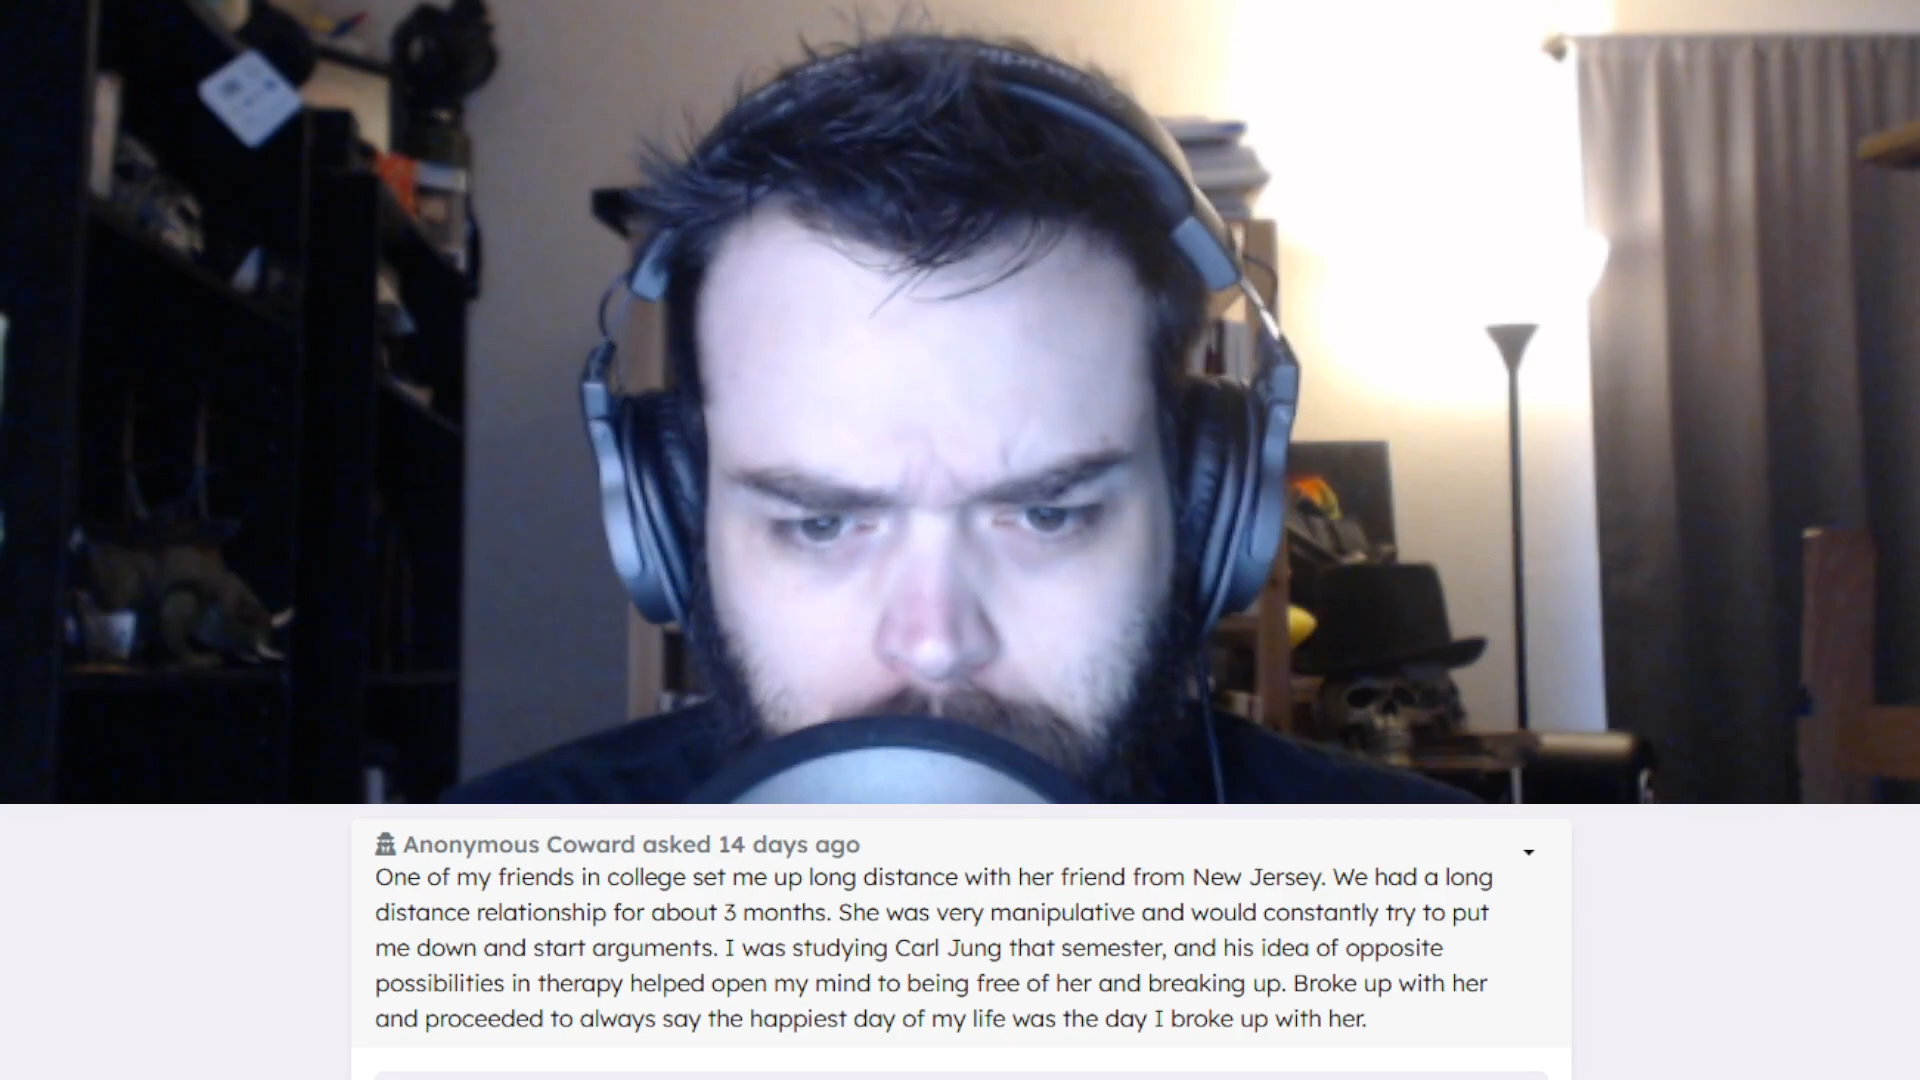 Anonymous Coward asked 14 days ago
One of my friends in college set me up long distance with her friend from New Jersey. We had a long
distance relationship for about 3 months. She was very manipulative and would constantly try to put
me down and start arguments. I was studying Carl Jung that semester, and his idea of opposite
possibilities in therapy helped open my mind to being free of her and breaking up. Broke up with her
and proceeded to always say the happiest day of my life was the day I broke up with her.